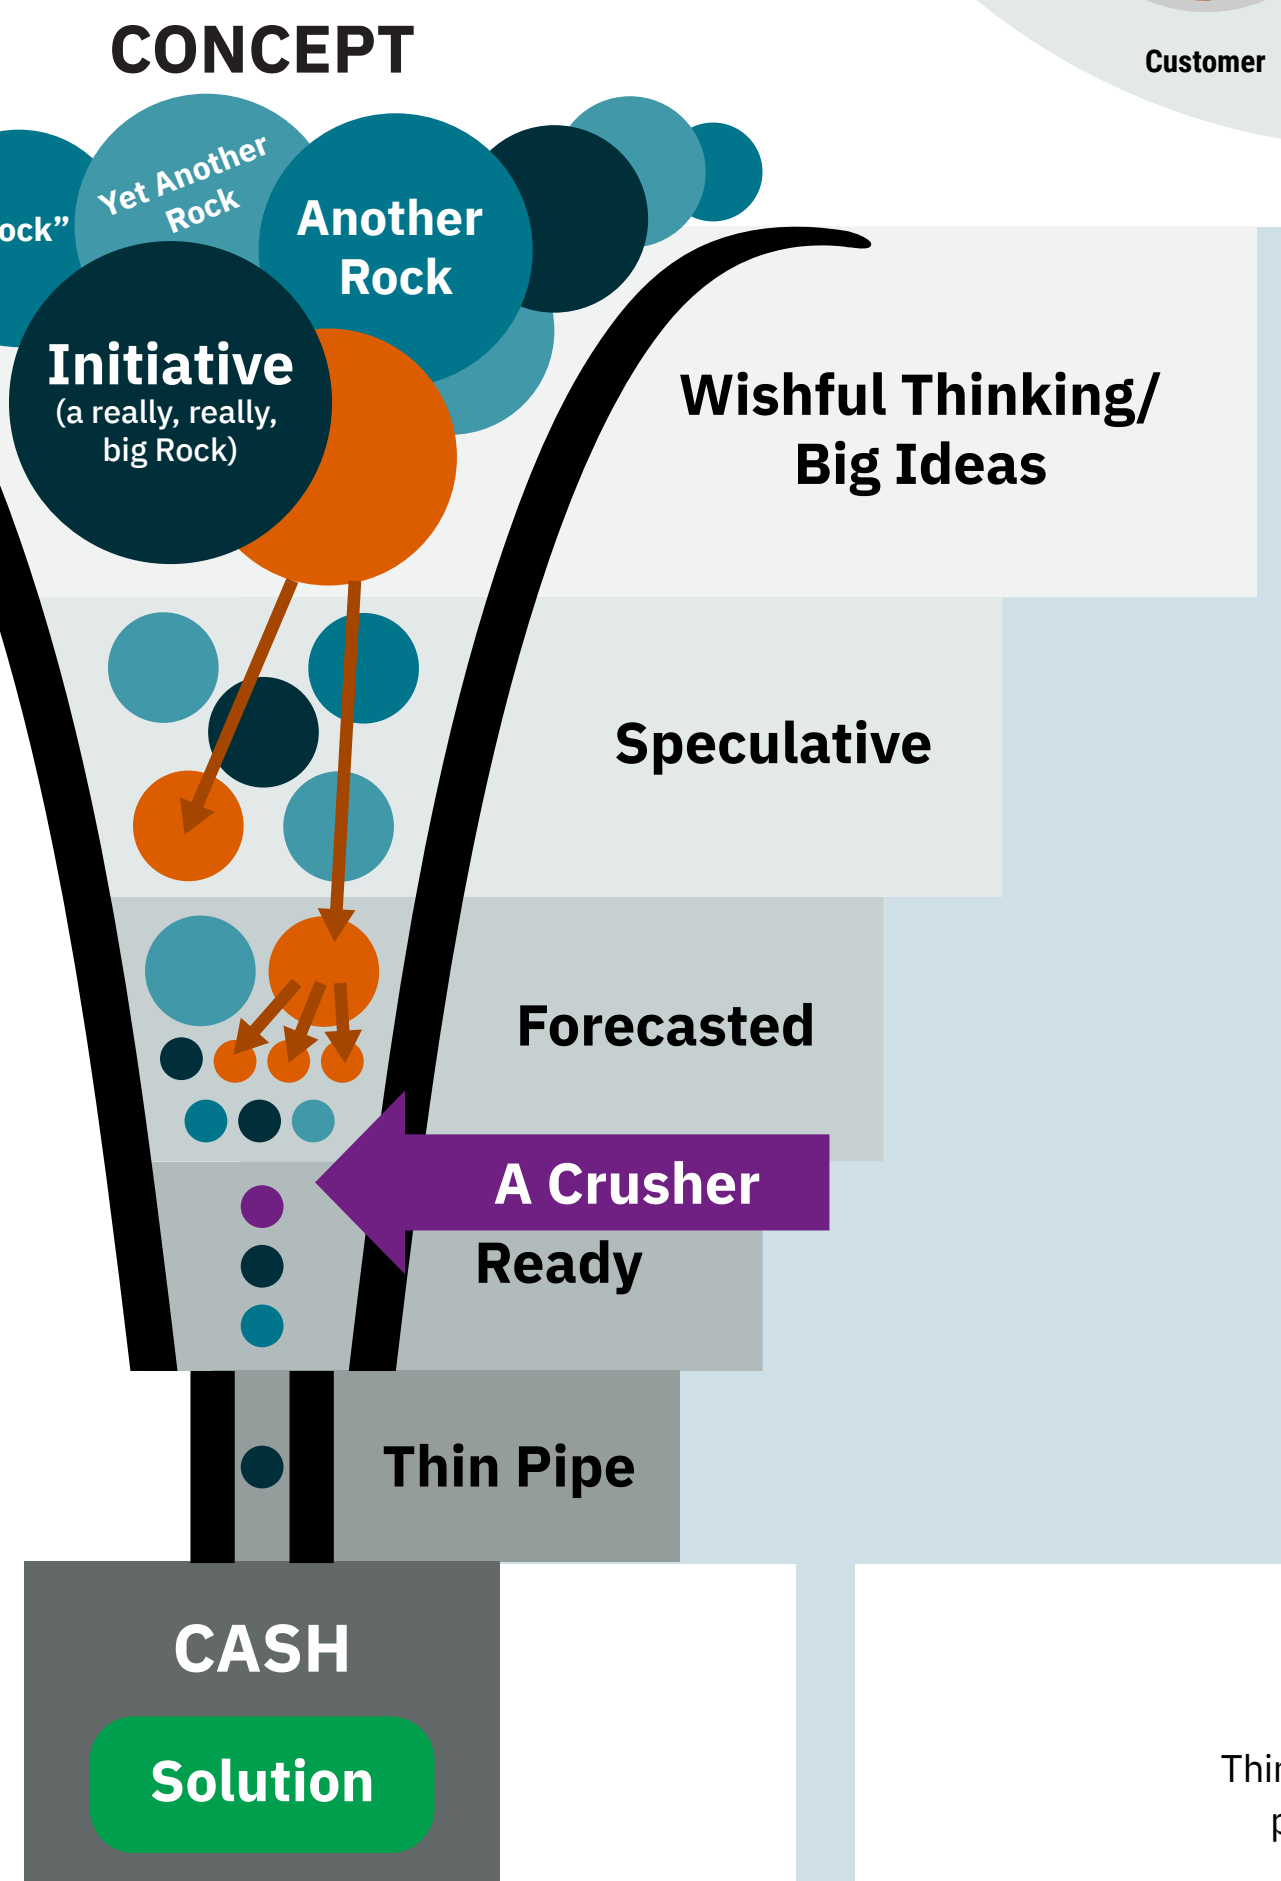 CONCEPT
Customer
ock”
Yet Another
Rock
Another
Rock
Initiative
(a really, really,
big Rock)
Wishful Thinking/
Big Ideas
Speculative
Forecasted
A Crusher
Ready
Thin Pipe
CASH
Solution
Thin
p